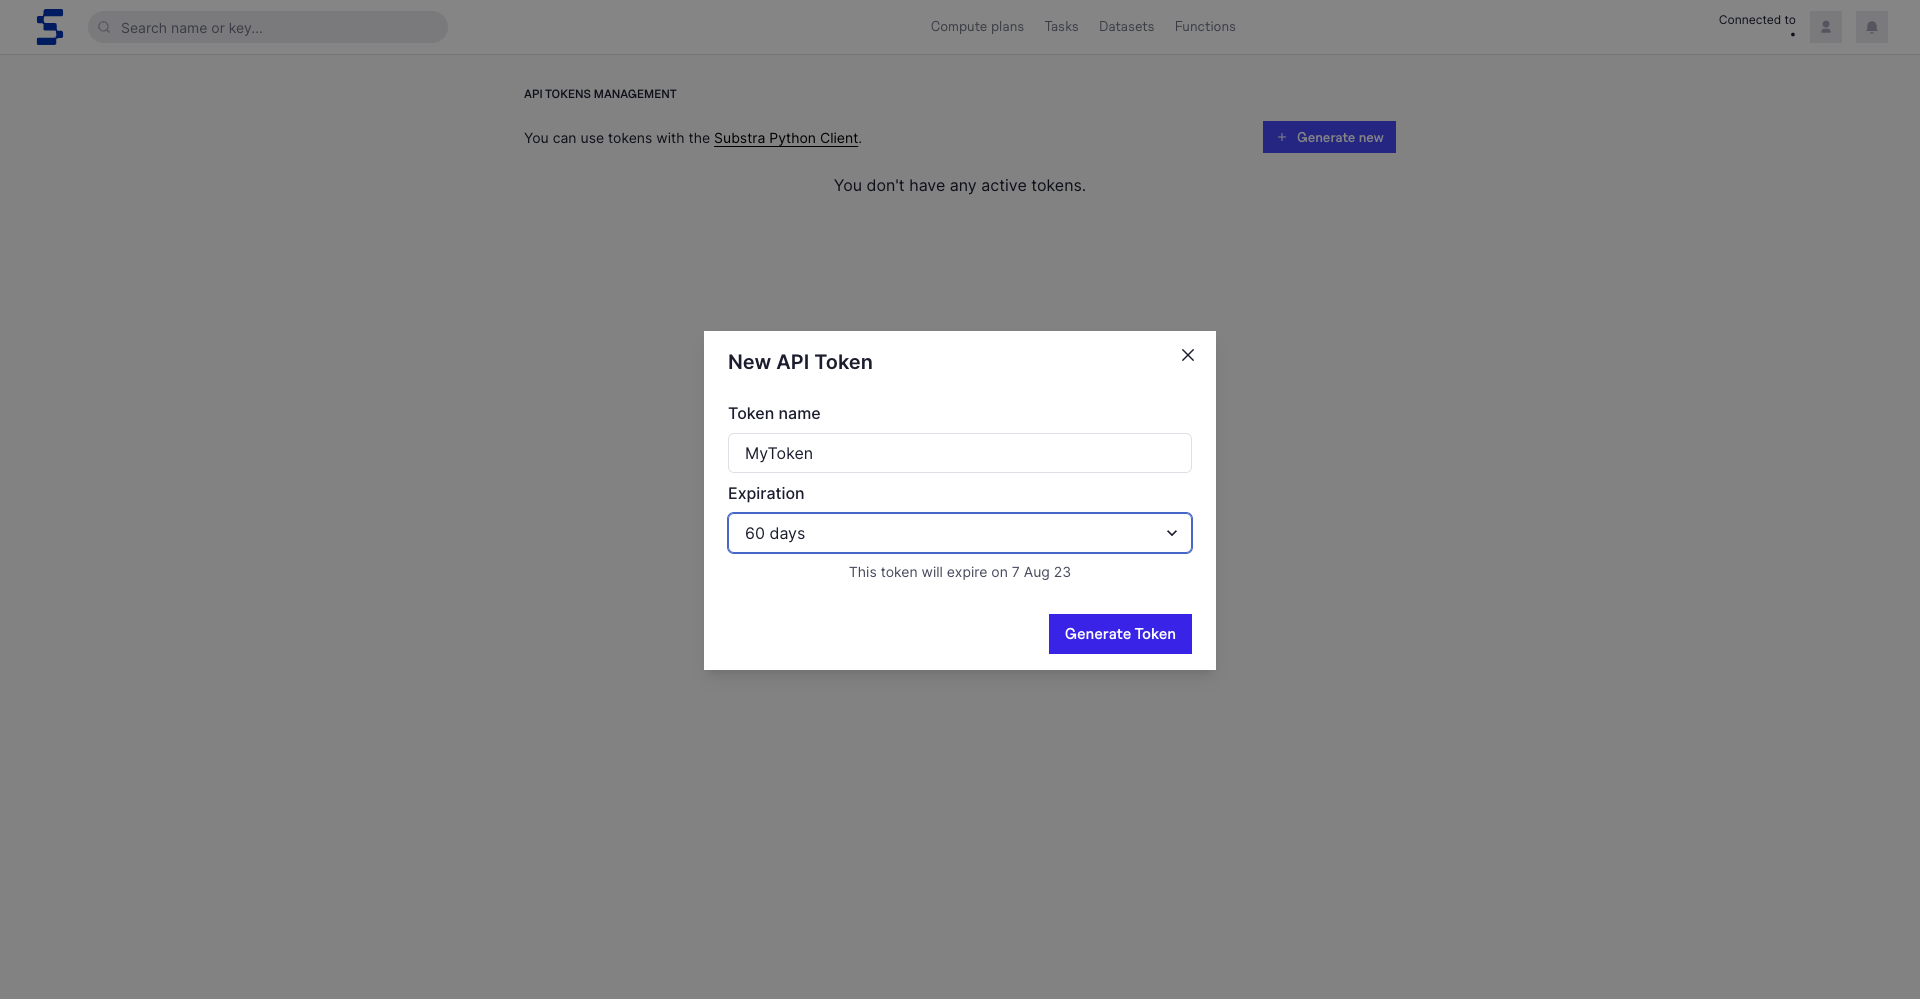 Search name or key...
Compute plans
Tasks
Datasets
Functions
Connected to
API TOKENS MANAGEMENT
You can use tokens with the Substra Python Client.
Generate new
You don't have any active tokens.
New API Token
Token name
MyToken
Expiration
60 days
This token will expire on 7 Aug 23
Generate Token